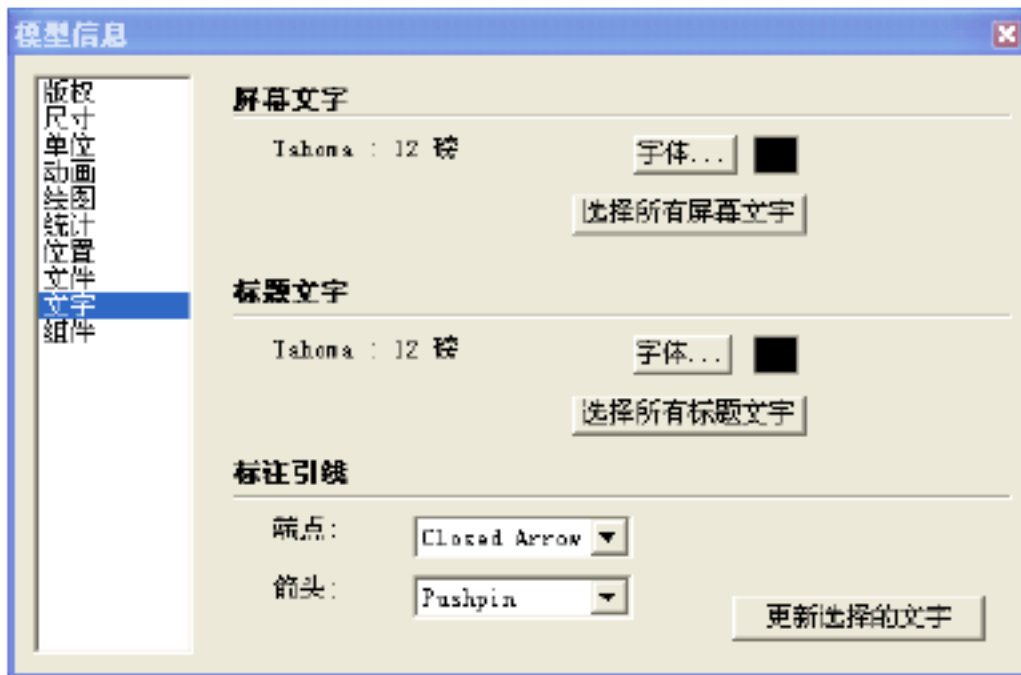 模型信息
版权
尺寸
单位
动画
绘图
统计
位置
文件
文字
组件
屏幕文字
Tahoma : 12 磅
字体...
选择所有屏幕文字
标题文字
Tahoma : 12 磅
字体...
选择所有标题文字
标注引线
端点:
Closed Arrow
箭头:
Pushpin
更新选择的文字